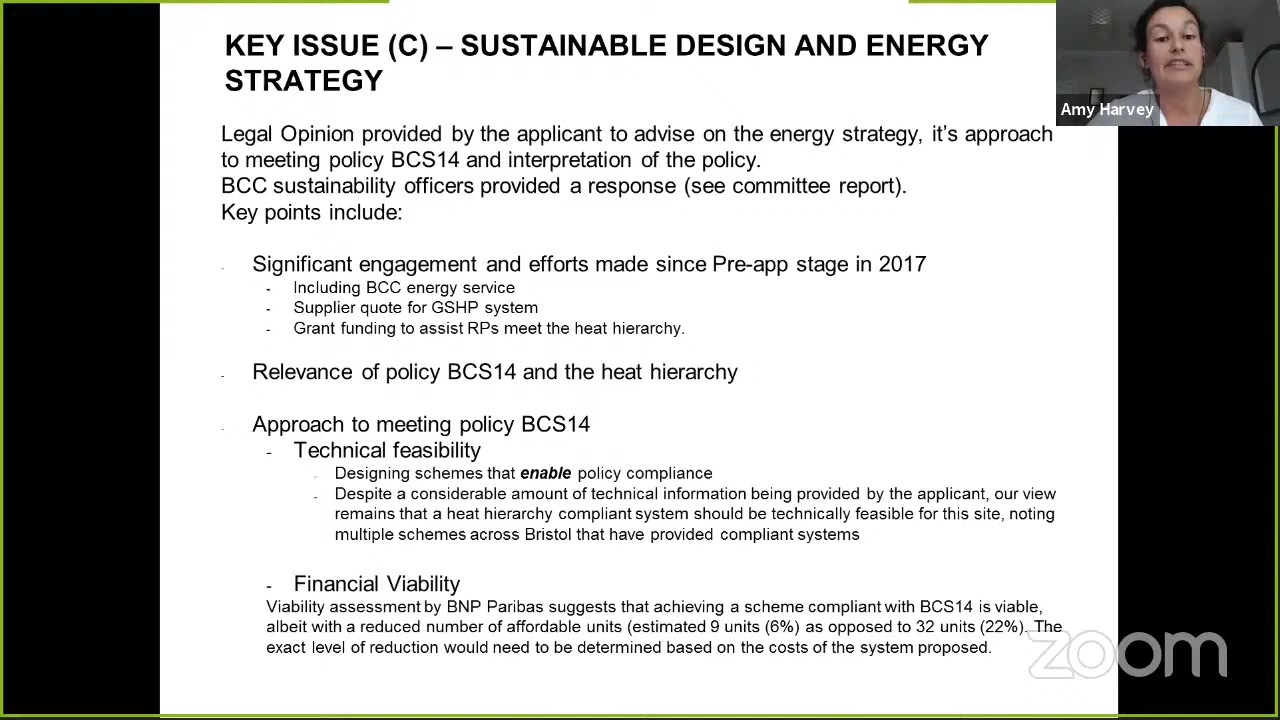 KEY ISSUE (C) – SUSTAINABLE DESIGN AND ENERGY
STRATEGY
Amy Harvey
Legal Opinion provided by the applicant to advise on the energy strategy, it’s approach
to meeting policy BCS14 and interpretation of the policy.
BCC sustainability officers provided a response (see committee report).
Key points include:
- Significant engagement and efforts made since Pre-app stage in 2017
- Including BCC energy service
- Supplier quote for GSHP system
- Grant funding to assist RPs meet the heat hierarchy.
- Relevance of policy BCS14 and the heat hierarchy
- Approach to meeting policy BCS14
- Technical feasibility
- Designing schemes that enable policy compliance
- Despite a considerable amount of technical information being provided by the applicant, our view
remains that a heat hierarchy compliant system should be technically feasible for this site, noting
multiple schemes across Bristol that have provided compliant systems
- Financial Viability
Viability assessment by BNP Paribas suggests that achieving a scheme compliant with BCS14 is viable,
albeit with a reduced number of affordable units (estimated 9 units (6%) as opposed to 32 units (22%). The
exact level of reduction would need to be determined based on the costs of the system proposed.
zoom